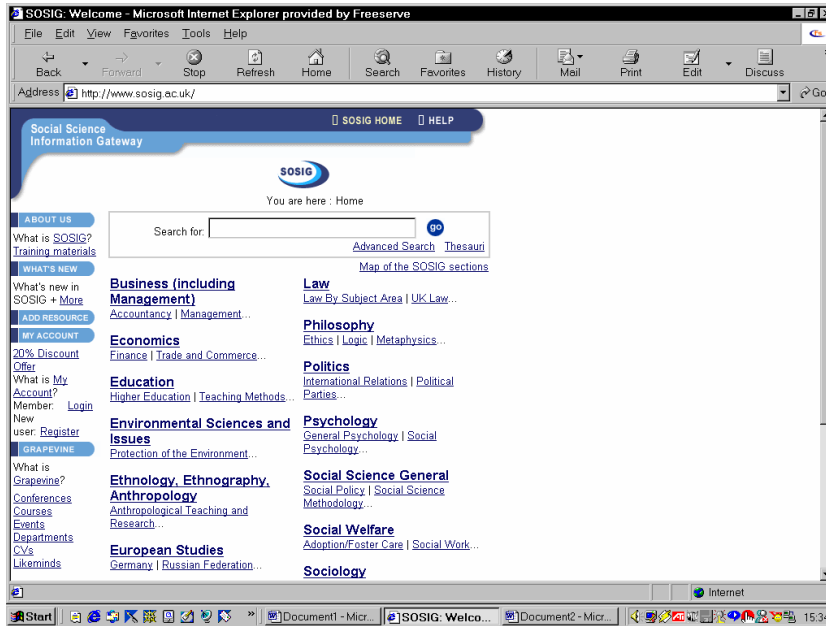 SOSIG: Welcome - Microsoft Internet Explorer provided by Freeserve
File Edit View Favorites Tools Help
Back Forward Stop Refresh Home Search Favorites History Mail Print Edit Discuss
Address http://www.sosig.ac.uk/ Go
SOSIG HOME HELP
Social Science
Information Gateway
SOSIG
You are here : Home
Search for: go
Advanced Search Thesauri
Map of the SOSIG sections
ABOUT US
What is SOSIG?
Training materials
WHAT'S NEW
What's new in
SOSIG + More
ADD RESOURCE
MY ACCOUNT
20% Discount
Offer
What is My
Account?
Member: Login
New
user: Register
GRAPEVINE
What is
Grapevine?
Conferences
Courses
Events
Departments
CVs
Likeminds
Business (including
Management)
Accountancy | Management...
Economics
Finance | Trade and Commerce...
Education
Higher Education | Teaching Methods...
Environmental Sciences and
Issues
Protection of the Environment...
Ethnology, Ethnography,
Anthropology
Anthropological Teaching and
Research...
European Studies
Germany | Russian Federation...
Law
Law By Subject Area | UK Law...
Philosophy
Ethics | Logic | Metaphysics...
Politics
International Relations | Political
Parties...
Psychology
General Psychology | Social
Psychology...
Social Science General
Social Policy | Social Science
Methodology...
Social Welfare
Adoption/Foster Care | Social Work...
Sociology
Internet
Start Document1 - Micr... SOSIG: Welco... Document2 - Micr... 15:34